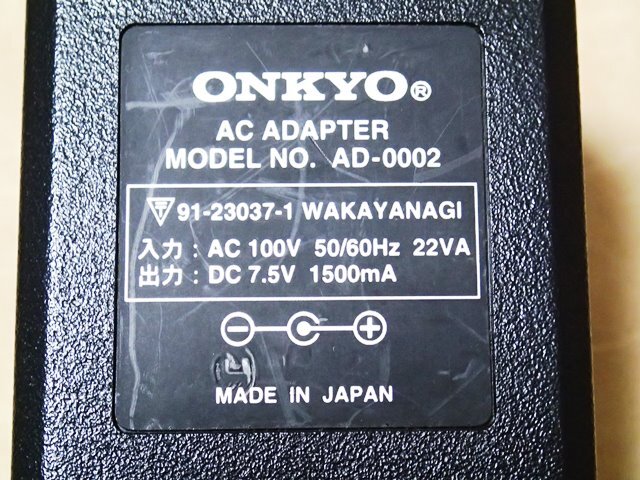 ONKYO®
AC ADAPTER
MODEL NO. AD-0002
91-23037-1 WAKAYANAGI
入力 : AC 100V 50/60Hz 22VA
出力 : DC 7.5V 1500mA
MADE IN JAPAN